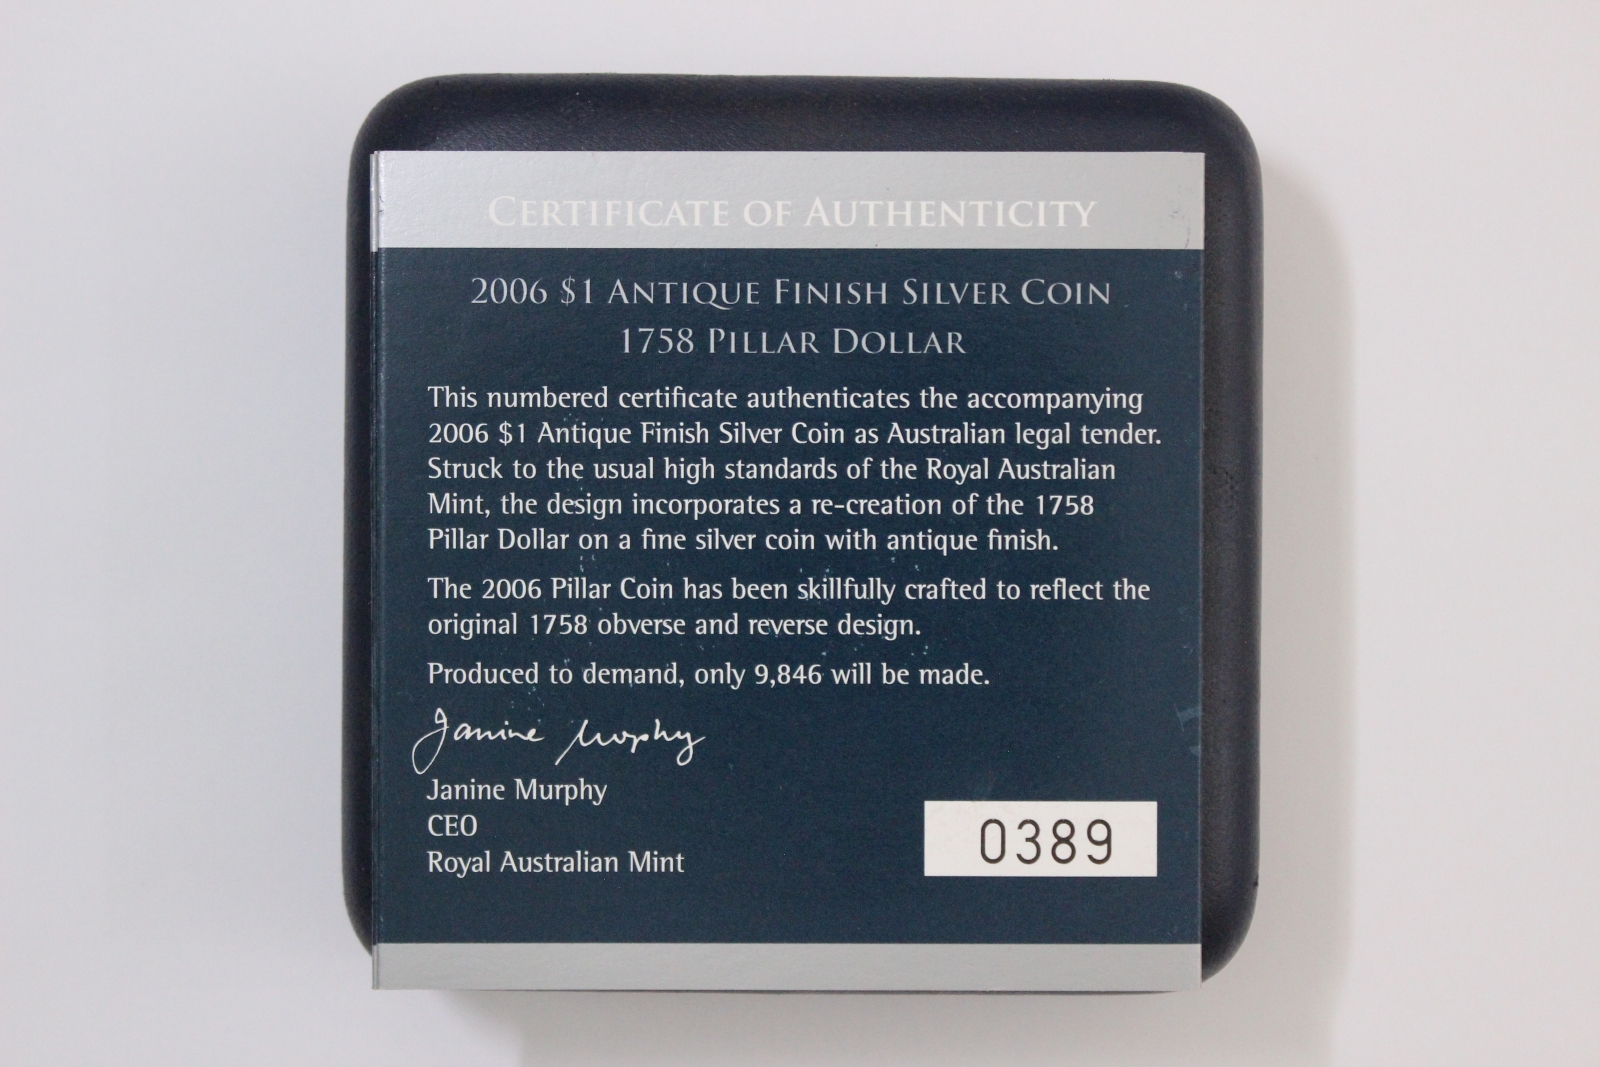 CERTIFICATE OF AUTHENTICITY
2006 $1 ANTIQUE FINISH SILVER COIN
1758 PILLAR DOLLAR
This numbered certificate authenticates the accompanying
2006 $1 Antique Finish Silver Coin as Australian legal tender.
Struck to the usual high standards of the Royal Australian
Mint, the design incorporates a re-creation of the 1758
Pillar Dollar on a fine silver coin with antique finish.
The 2006 Pillar Coin has been skillfully crafted to reflect the
original 1758 obverse and reverse design.
Produced to demand, only 9,846 will be made.
Janine Murphy
Janine Murphy
CEO
Royal Australian Mint
0389